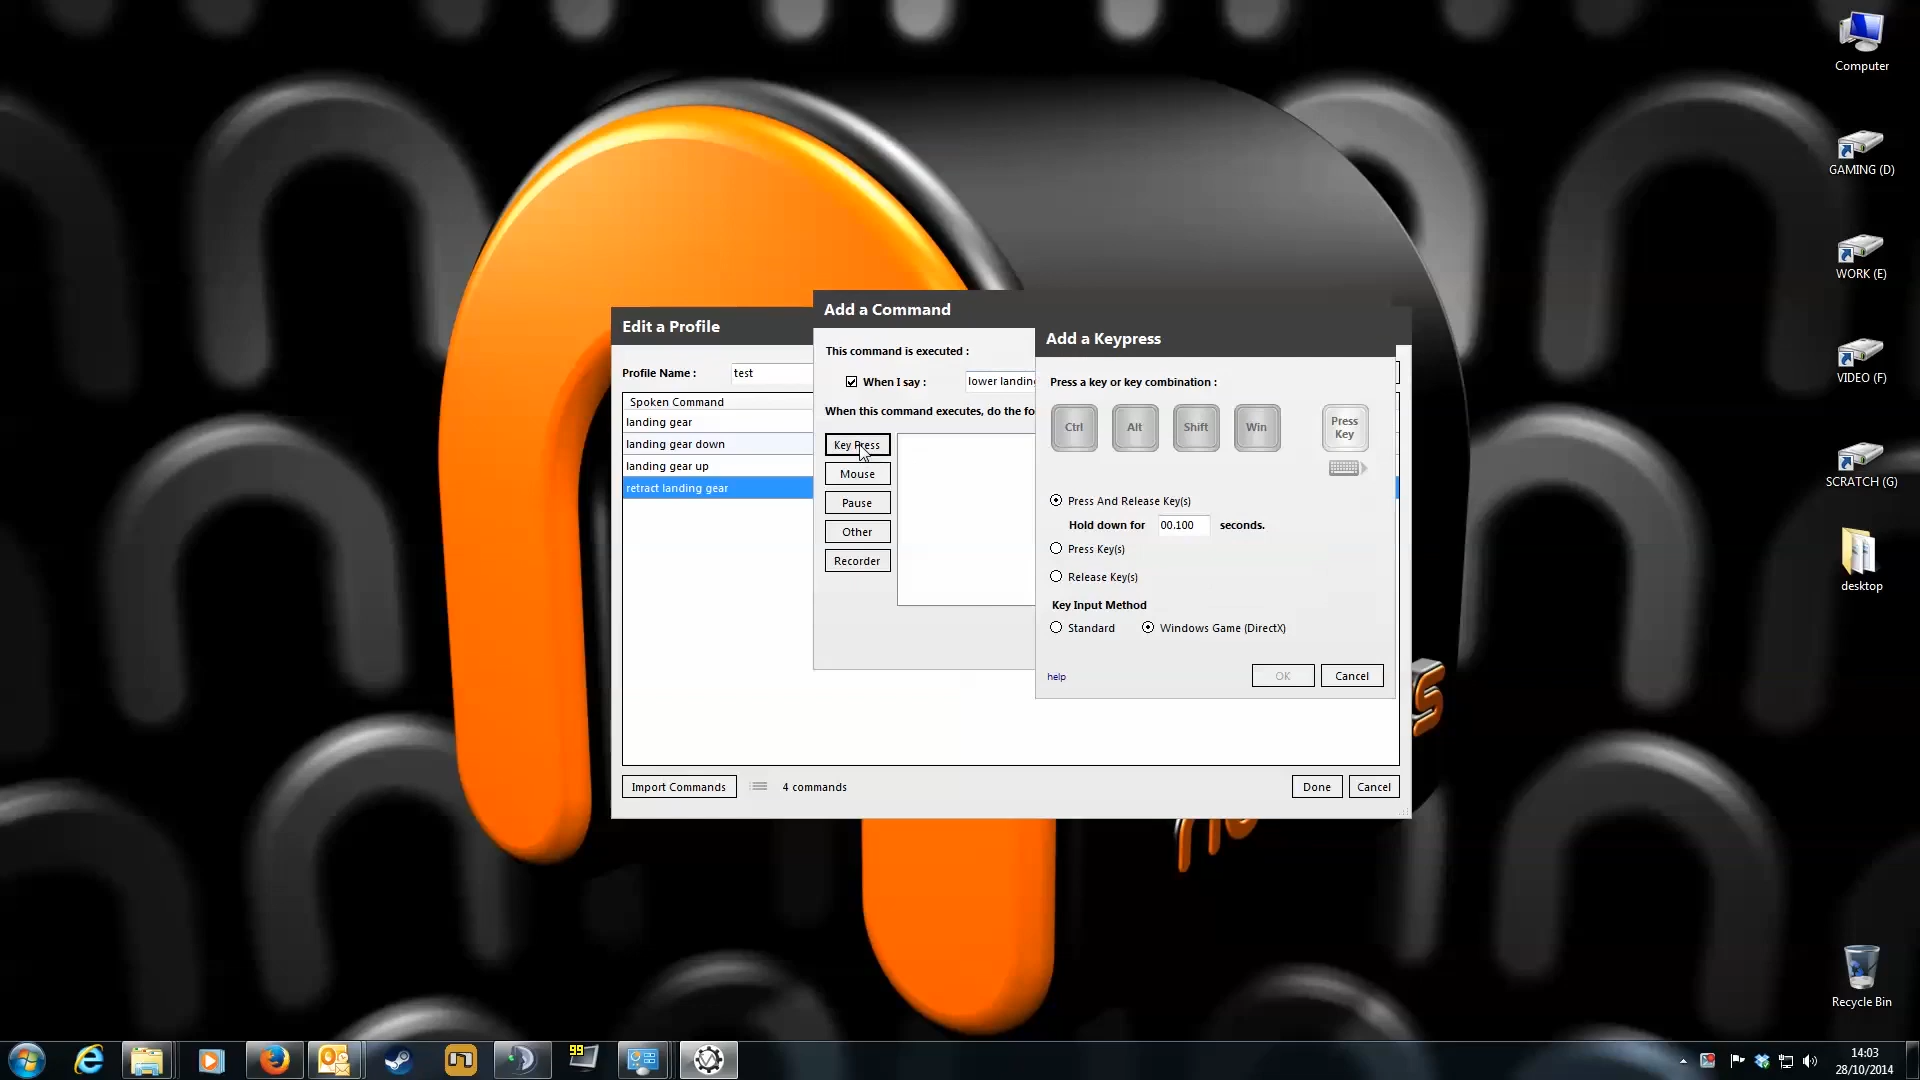 Computer
GAMING (D)
WORK (E)
VIDEO (F)
SCRATCH (G)
desktop
Recycle Bin
Edit a Profile
Profile Name :
test
Spoken Command
landing gear
landing gear down
landing gear up
retract landing gear
Import Commands
4 commands
Done
Cancel
Add a Command
This command is executed :
When I say :
lower landing
When this command executes, do the fo
Key Press
Mouse
Pause
Other
Recorder
Add a Keypress
Press a key or key combination :
Ctrl
Alt
Shift
Win
Press
Key
Press And Release Key(s)
Hold down for
00.100
seconds.
Press Key(s)
Release Key(s)
Key Input Method
Standard
Windows Game (DirectX)
help
OK
Cancel
99
14:03
28/10/2014